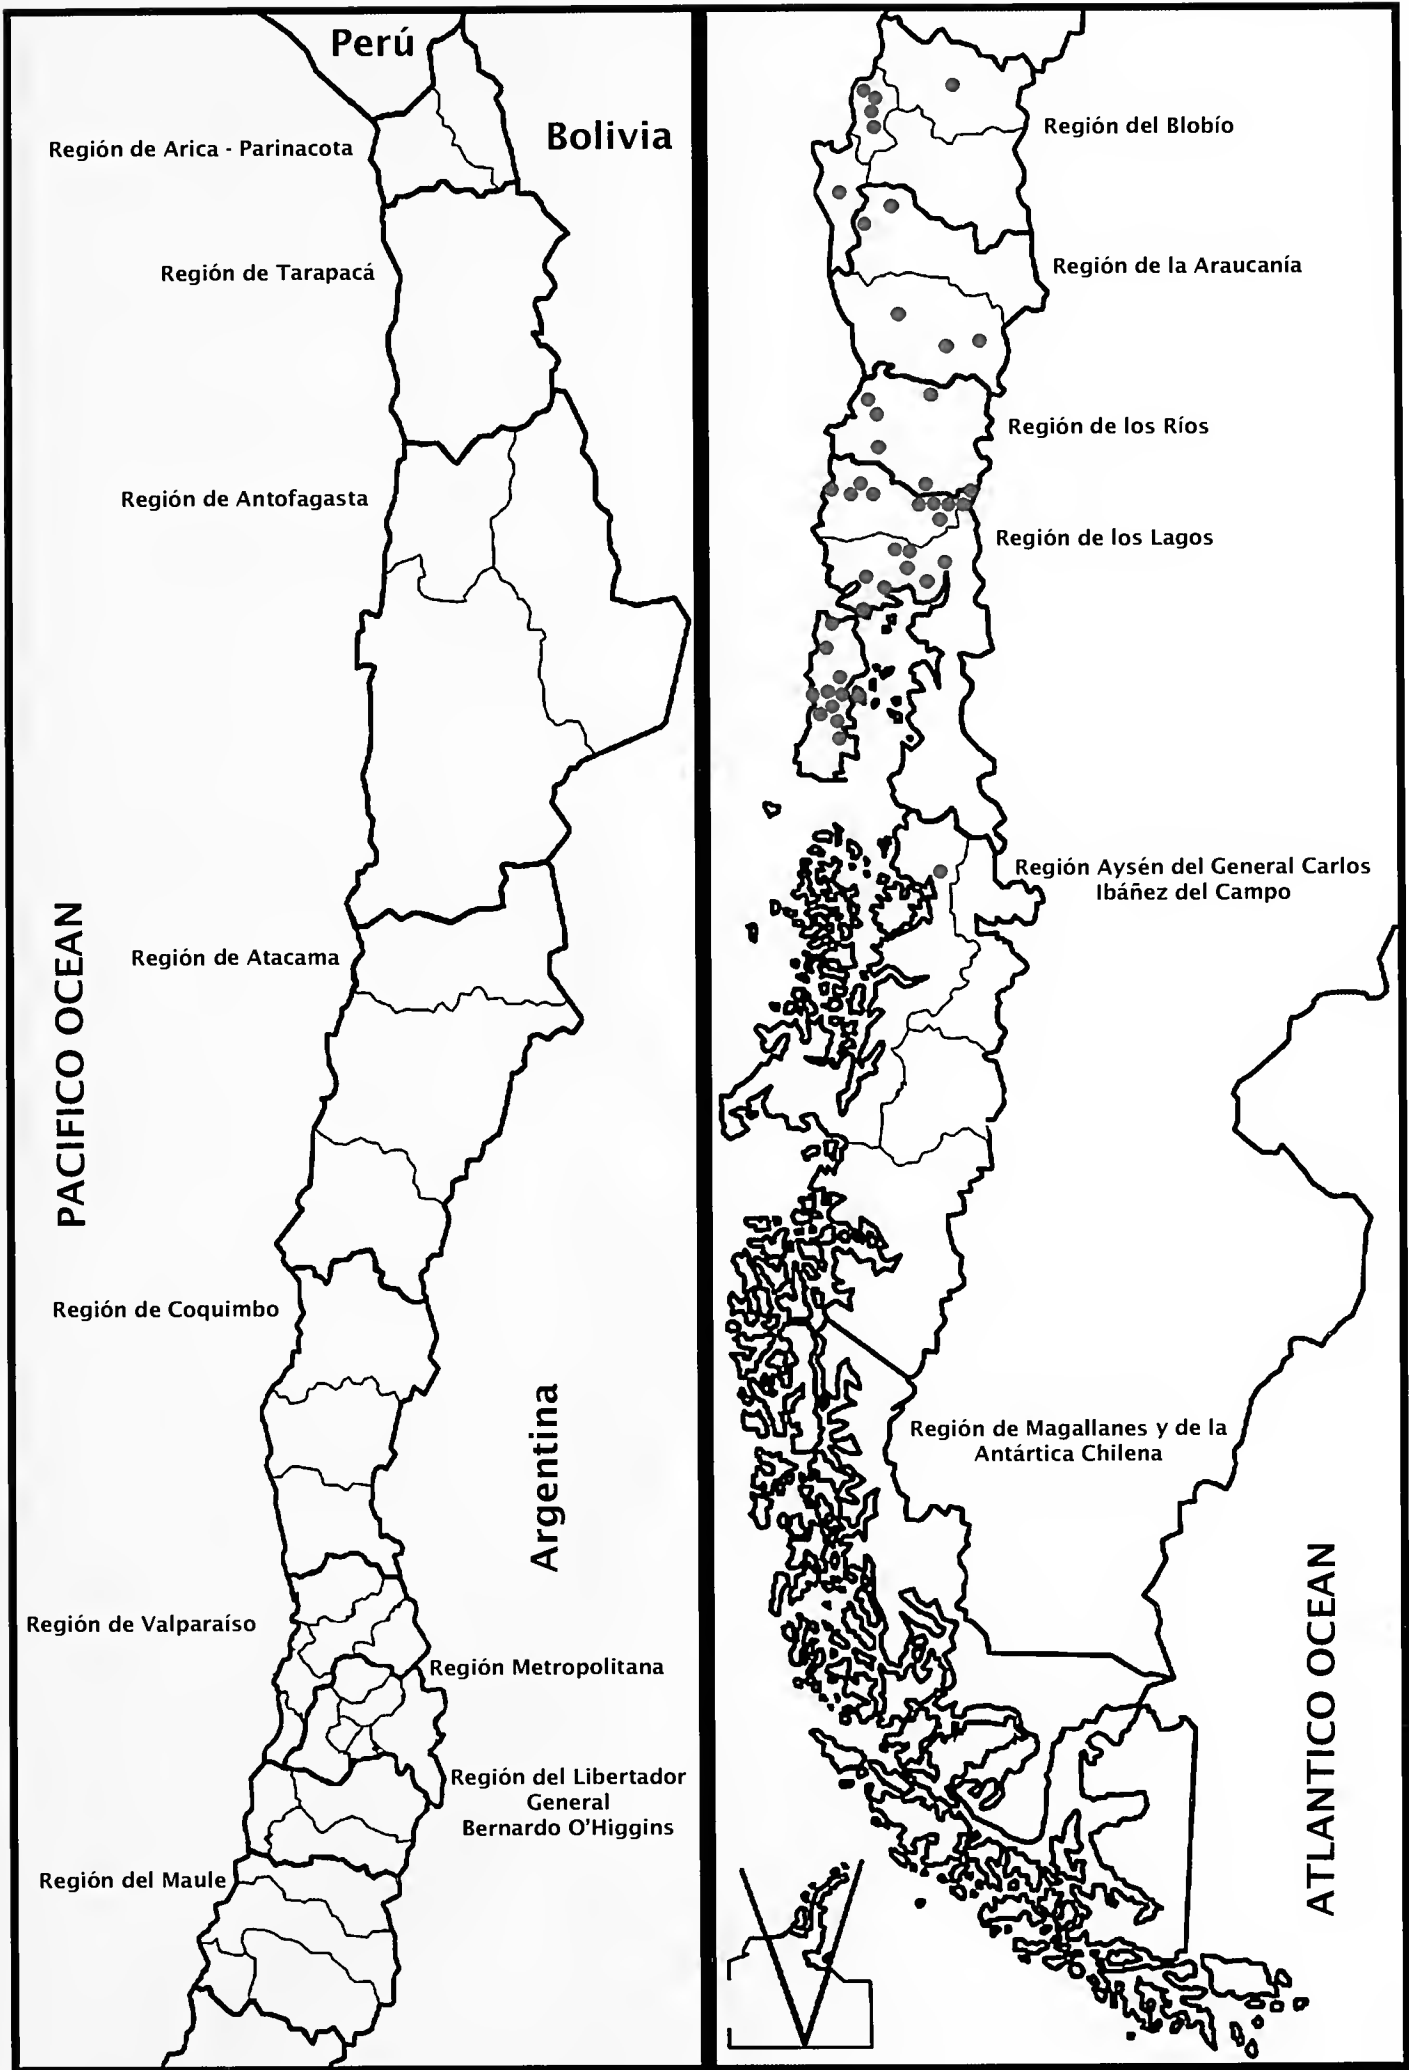 Perú
Bolivia
Región de Arica - Parinacota
Región de Tarapacá
Región de Antofagasta
Región de Atacama
PACIFICO OCEAN
Región de Coquimbo
Argentina
Región de Valparaíso
Región Metropolitana
Región del Libertador
General
Bernardo O'Higgins
Región del Maule
Región del Blobío
Región de la Araucanía
Región de los Ríos
Región de los Lagos
Región Aysén del General Carlos
Ibáñez del Campo
Región de Magallanes y de la
Antártica Chilena
ATLANTICO OCEAN